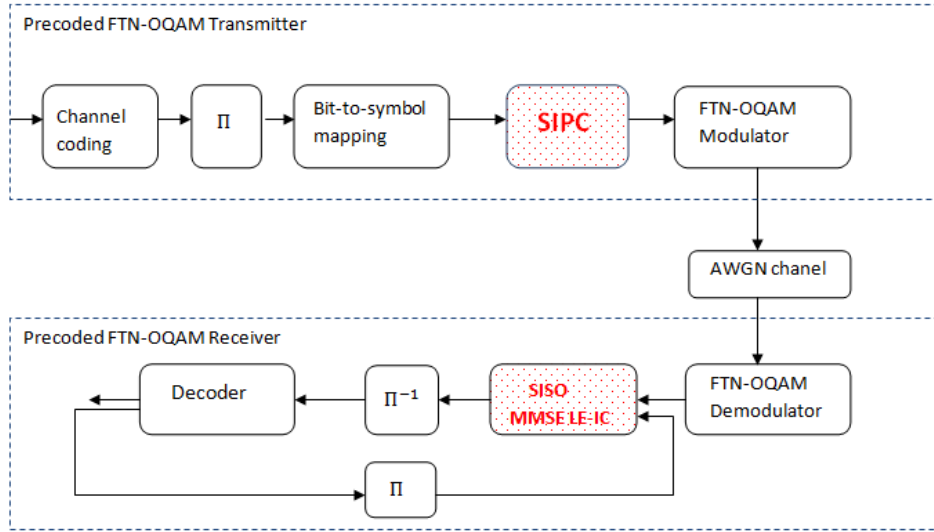 Precoded FTN-OQAM Transmitter
Channel
coding
Π
Bit-to-symbol
mapping
SIPC
FTN-OQAM
Modulator
AWGN chanel
Precoded FTN-OQAM Receiver
Decoder
Π⁻¹
SISO
MMSE LE-IC
FTN-OQAM
Demodulator
Π